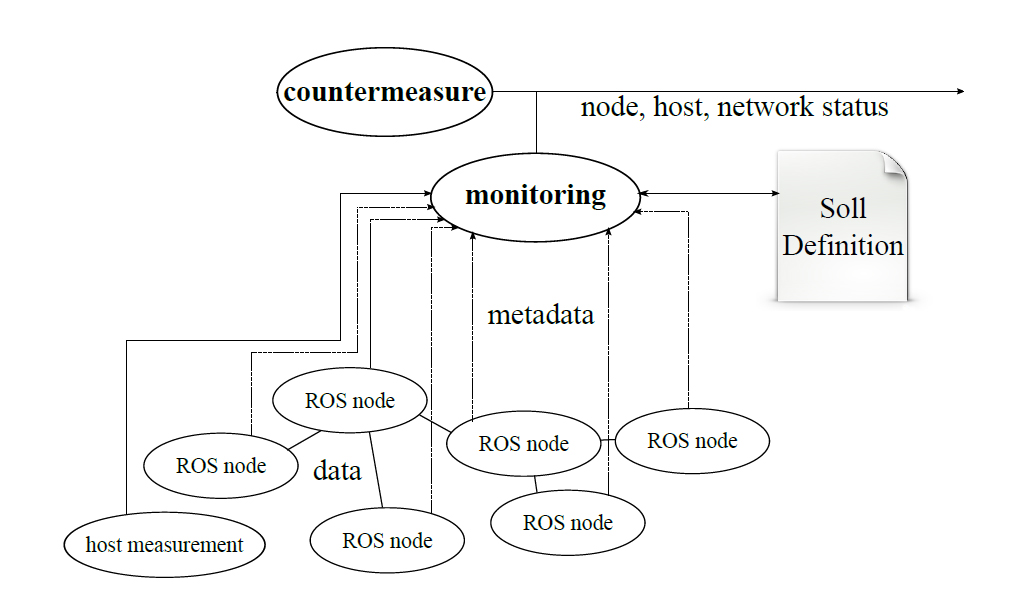 countermeasure
node, host, network status
monitoring
Soll
Definition
metadata
ROS node
ROS node
ROS node
ROS node
data
ROS node
ROS node
host measurement